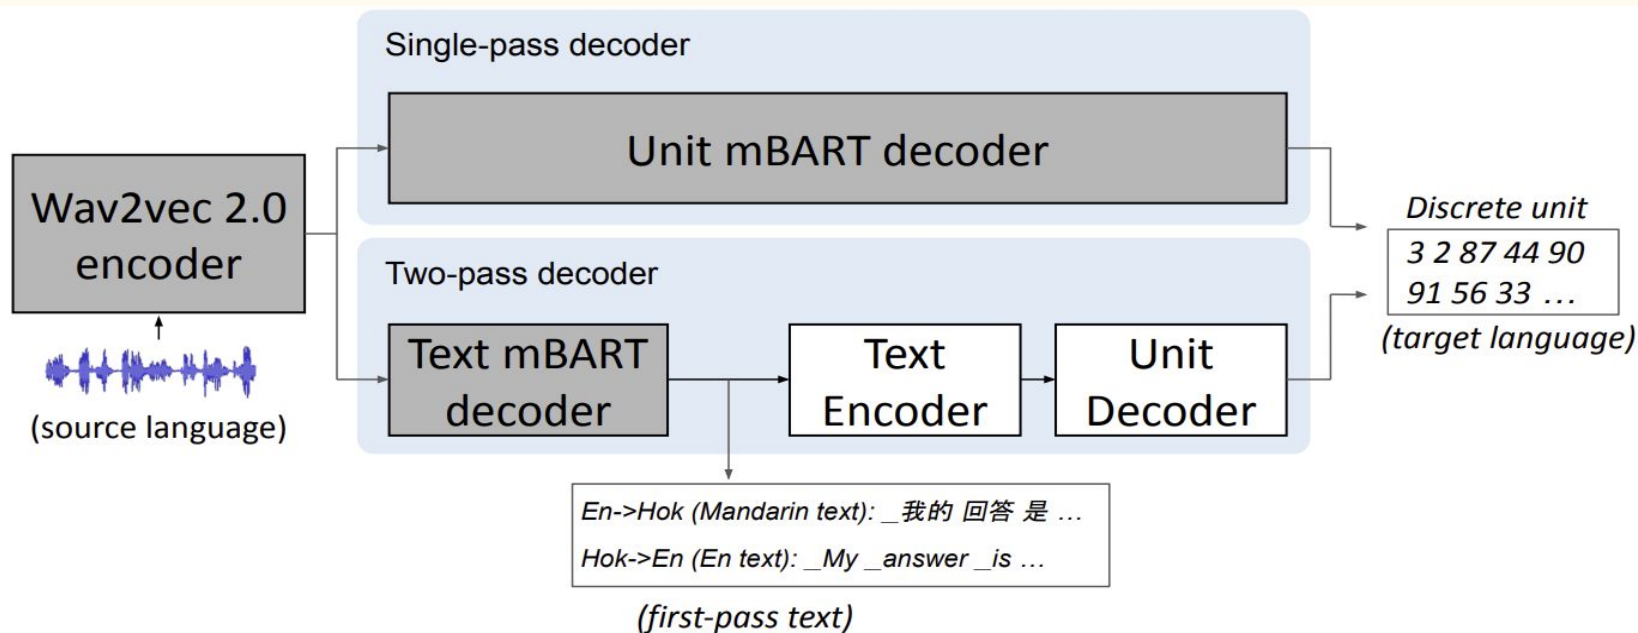 Single-pass decoder
Unit mBART decoder
Wav2vec 2.0
encoder
(source language)
Two-pass decoder
Text mBART
decoder
Text
Encoder
Unit
Decoder
Discrete unit
3 2 87 44 90
91 56 33 ...
(target language)
En->Hok (Mandarin text): _我的 回答 是 ...
Hok->En (En text): _My _answer _is ...
(first-pass text)